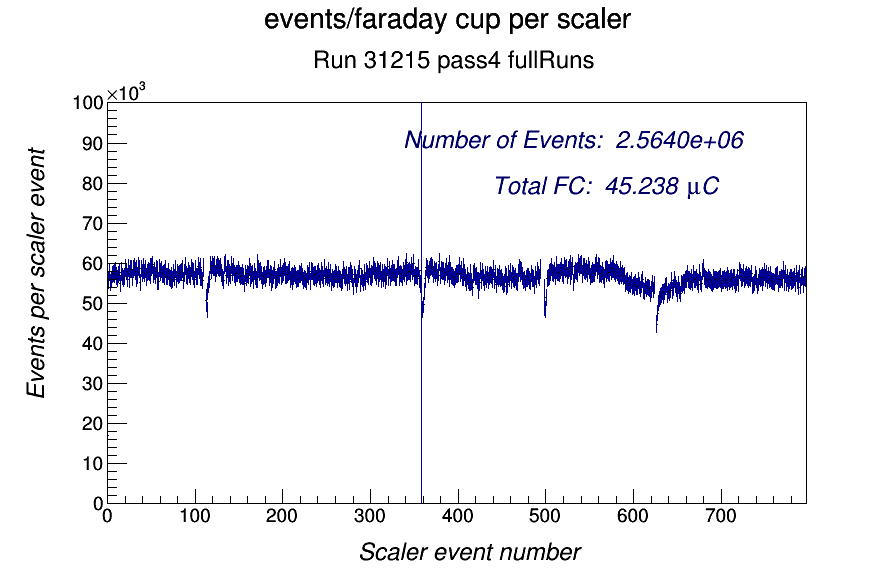 events/faraday cup per scaler
Run 31215 pass4 fullRuns
×10³
100
90
80
70
60
50
40
30
20
10
0
Events per scaler event
Number of Events: 2.5640e+06
Total FC: 45.238 μC
0 100 200 300 400 500 600 700
Scaler event number